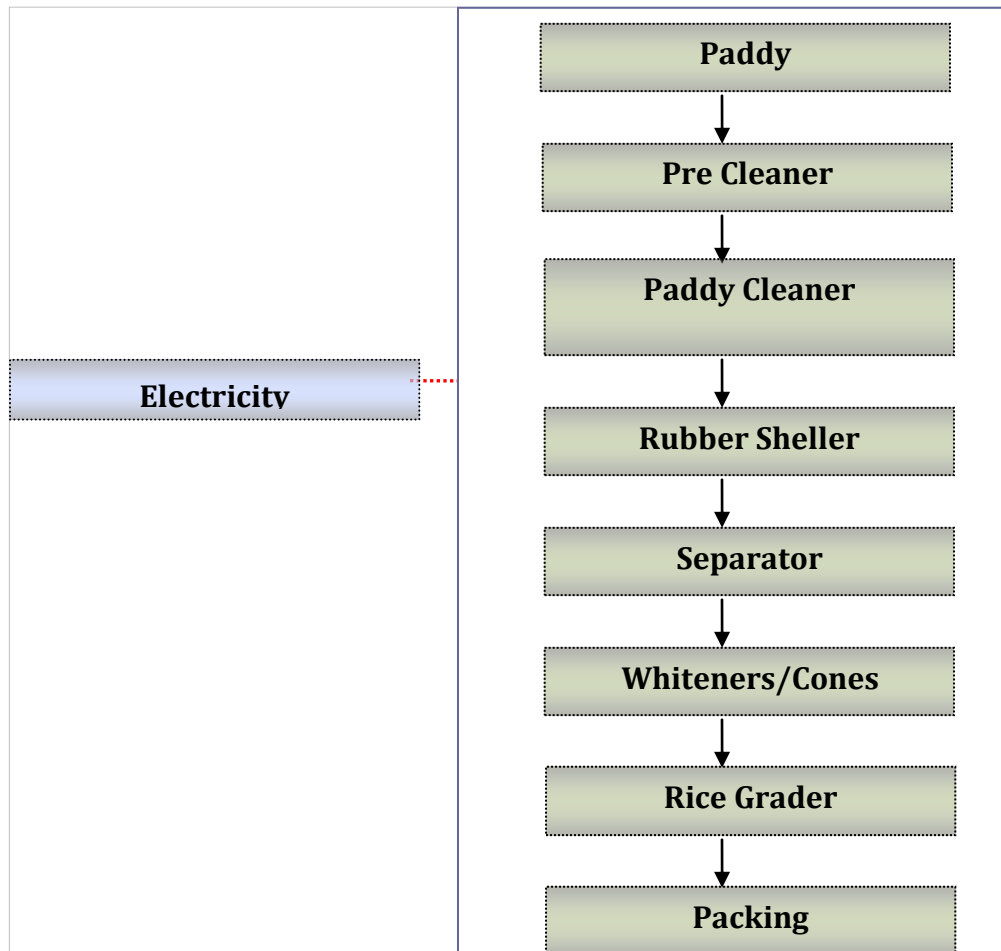 Paddy
Pre Cleaner
Paddy Cleaner
Electricity
Rubber Sheller
Separator
Whiteners/Cones
Rice Grader
Packing